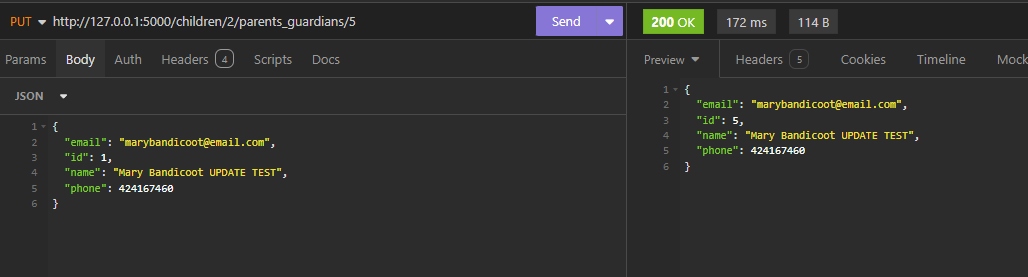 PUT http://127.0.0.1:5000/children/2/parents_guardians/5 Send 200 OK 172 ms 114 B
Params Body Auth Headers 4 Scripts Docs
Preview Headers 5 Cookies Timeline Mock
JSON
1 {
2 "email": "marybandicoot@email.com",
3 "id": 1,
4 "name": "Mary Bandicoot UPDATE TEST",
5 "phone": 424167460
6 }
1 {
2 "email": "marybandicoot@email.com",
3 "id": 5,
4 "name": "Mary Bandicoot UPDATE TEST",
5 "phone": 424167460
6 }